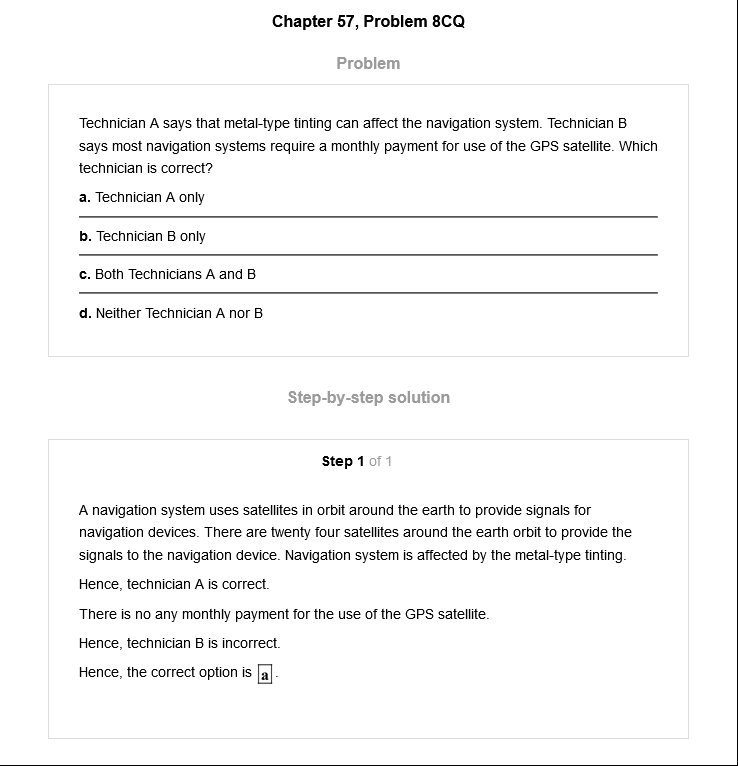 Chapter 57, Problem 8CQ
Problem
Technician A says that metal-type tinting can affect the navigation system. Technician B
says most navigation systems require a monthly payment for use of the GPS satellite. Which
technician is correct?
a. Technician A only
b. Technician B only
c. Both Technicians A and B
d. Neither Technician A nor B
Step-by-step solution
Step 1 of 1
A navigation system uses satellites in orbit around the earth to provide signals for
navigation devices. There are twenty four satellites around the earth orbit to provide the
signals to the navigation device. Navigation system is affected by the metal-type tinting.
Hence, technician A is correct.
There is no any monthly payment for the use of the GPS satellite.
Hence, technician B is incorrect.
Hence, the correct option is a.